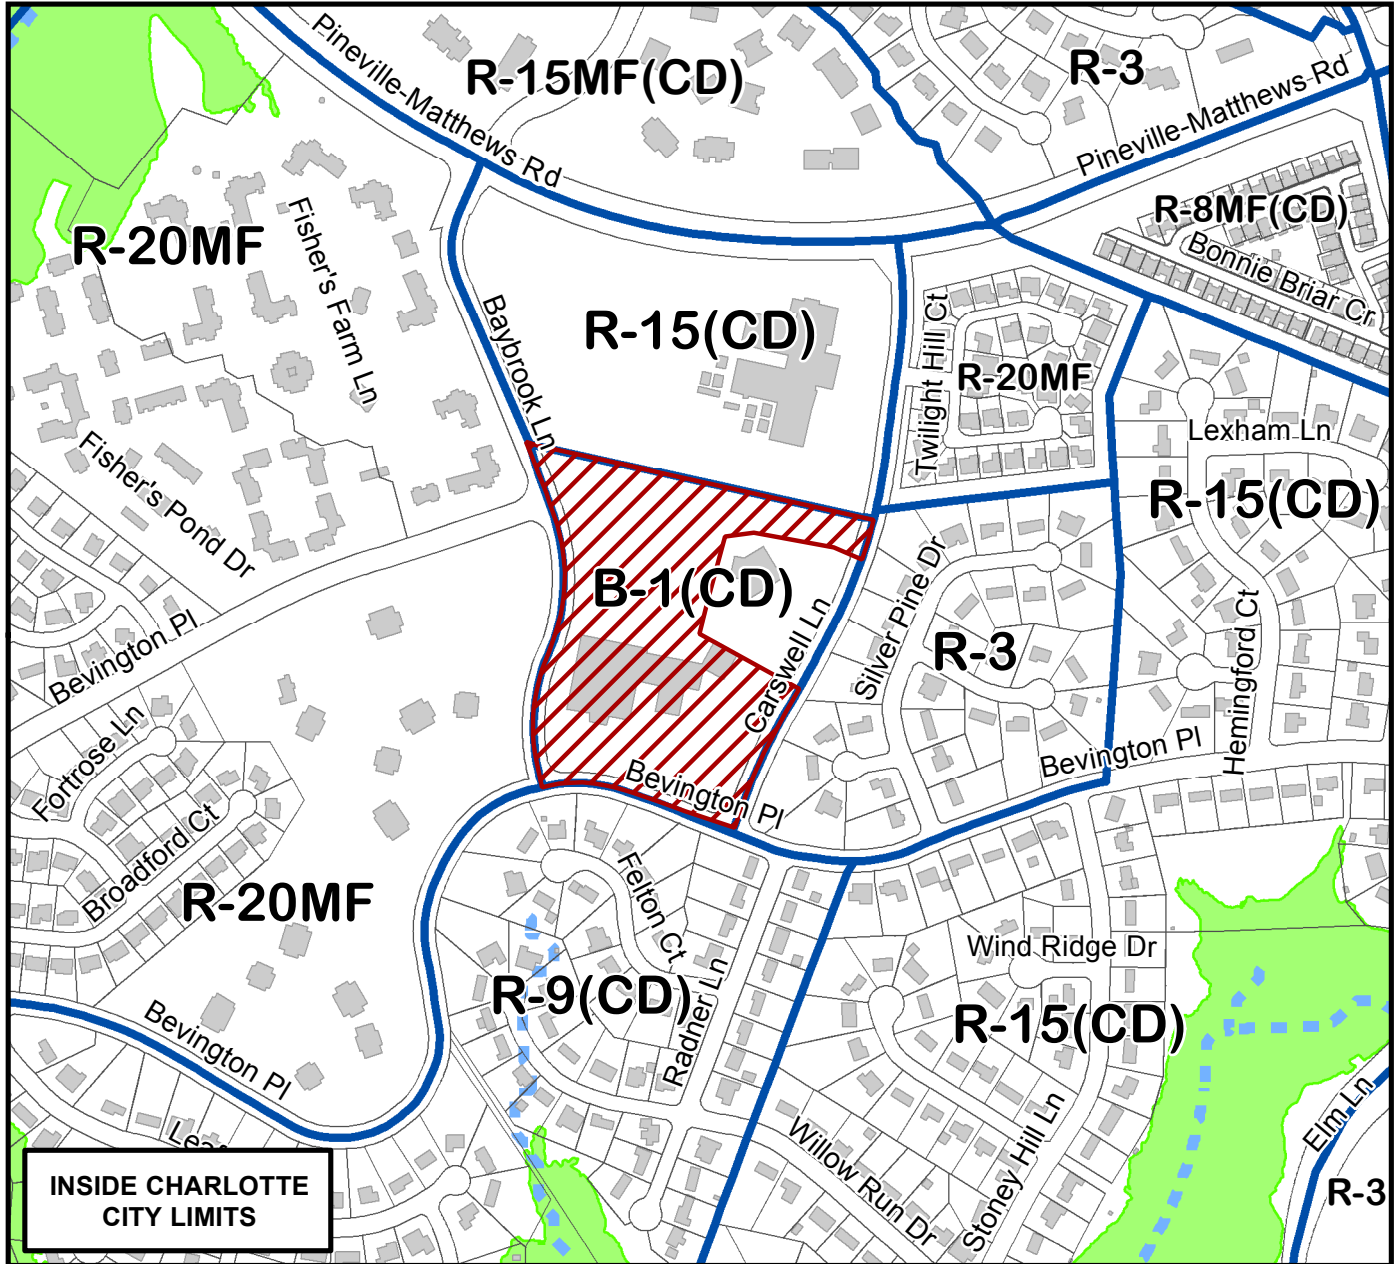 Pineville-Matthews Rd
R-15MF(CD)
R-3
Pineville-Matthews Rd
R-8MF(CD)
Bonnie Briar Cr
R-20MF
Fisher's Farm Ln
Baybrook Ln
R-15(CD)
Twilight Hill Ct
R-20MF
Lexham Ln
R-15(CD)
Fisher's Pond Dr
B-1(CD)
Carswell Ln
Silver Pine Dr
R-3
Hemingford Ct
Bevington Pl
Bevington Pl
Bevington Pl
Fortrose Ln
Broadford Ct
R-20MF
Felton Ct
R-9(CD)
Radner Ln
Wind Ridge Dr
R-15(CD)
Bevington Pl
Willow Run Dr
Stoney Hill Ln
Elm Ln
R-3
INSIDE CHARLOTTE
CITY LIMITS